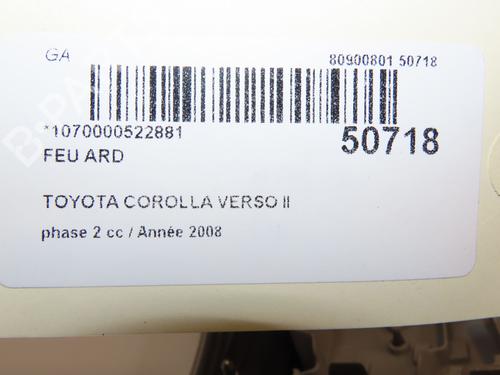 GA 80900801 50718
*1070000522881 50718
FEU ARD
TOYOTA COROLLA VERSO II
phase 2 cc / Année 2008